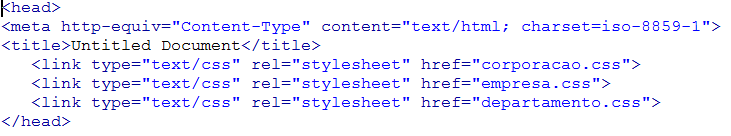 <head>
<meta http-equiv="Content-Type" content="text/html; charset=iso-8859-1">
<title>Untitled Document</title>
<link type="text/css" rel="stylesheet" href="corporacao.css">
<link type="text/css" rel="stylesheet" href="empresa.css">
<link type="text/css" rel="stylesheet" href="departamento.css">
</head>